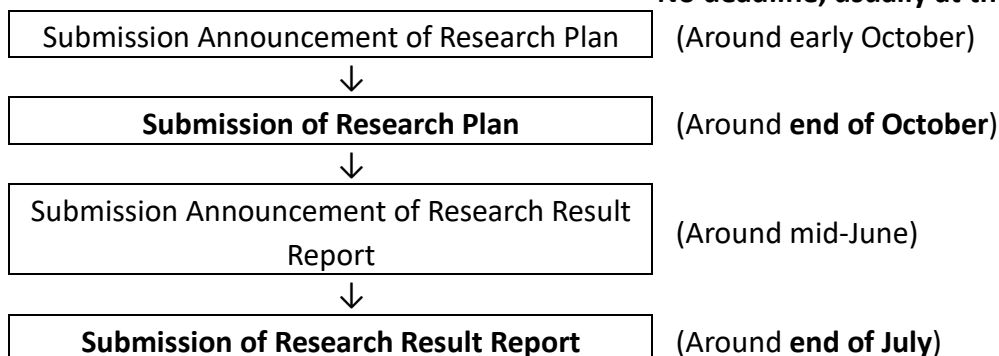 Submission Announcement of Research Plan (Around early October)
↓
Submission of Research Plan (Around end of October)
↓
Submission Announcement of Research Result
Report
(Around mid-June)
↓
Submission of Research Result Report (Around end of July)